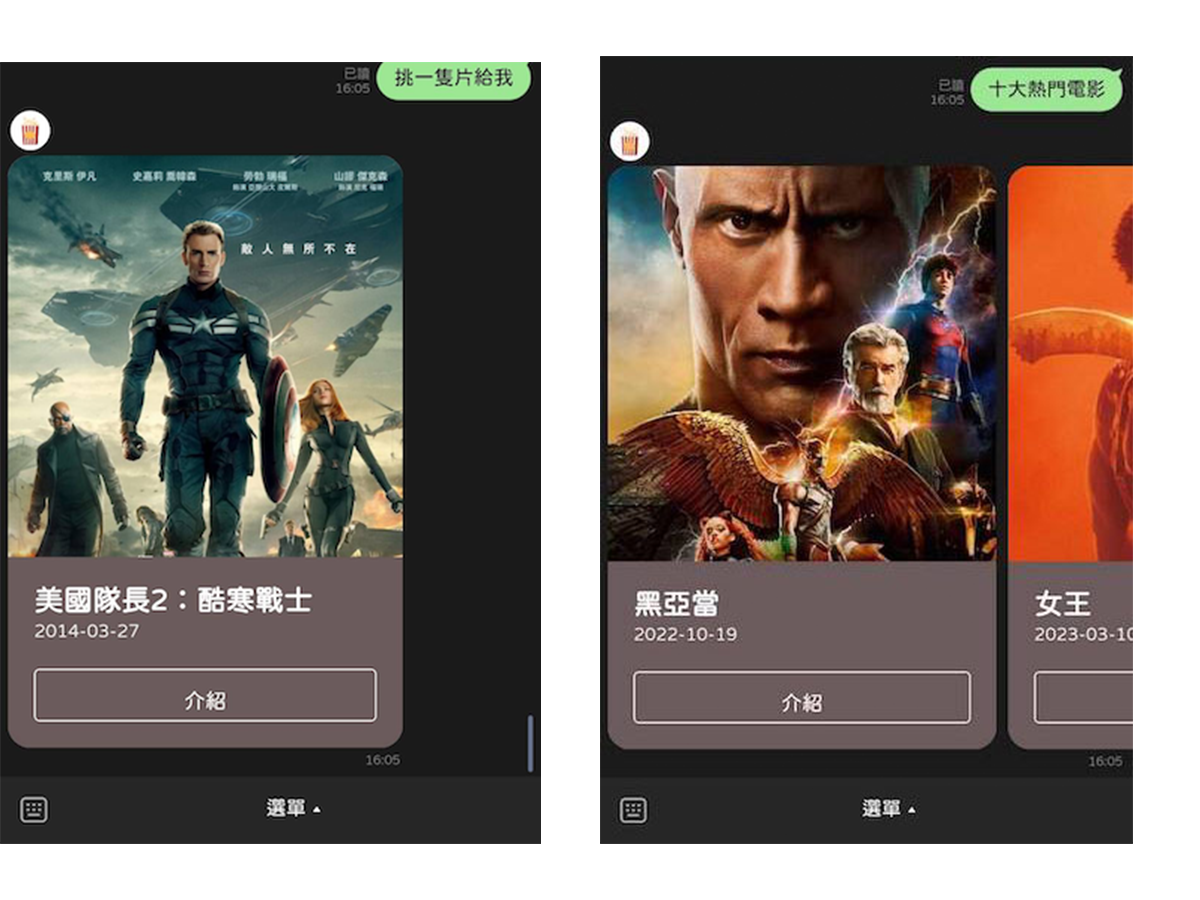 已讀
16:05
挑一隻片給我
克里斯 伊凡
史嘉莉 喬韓森
勞勃 瑞福
山謬 傑克森
敵人無所不在
美國隊長2：酷寒戰士
2014-03-27
介紹
16:05
選單
已讀
16:05
十大熱門電影
黑亞當
2022-10-19
介紹
女王
2023-03-10
16:05
選單